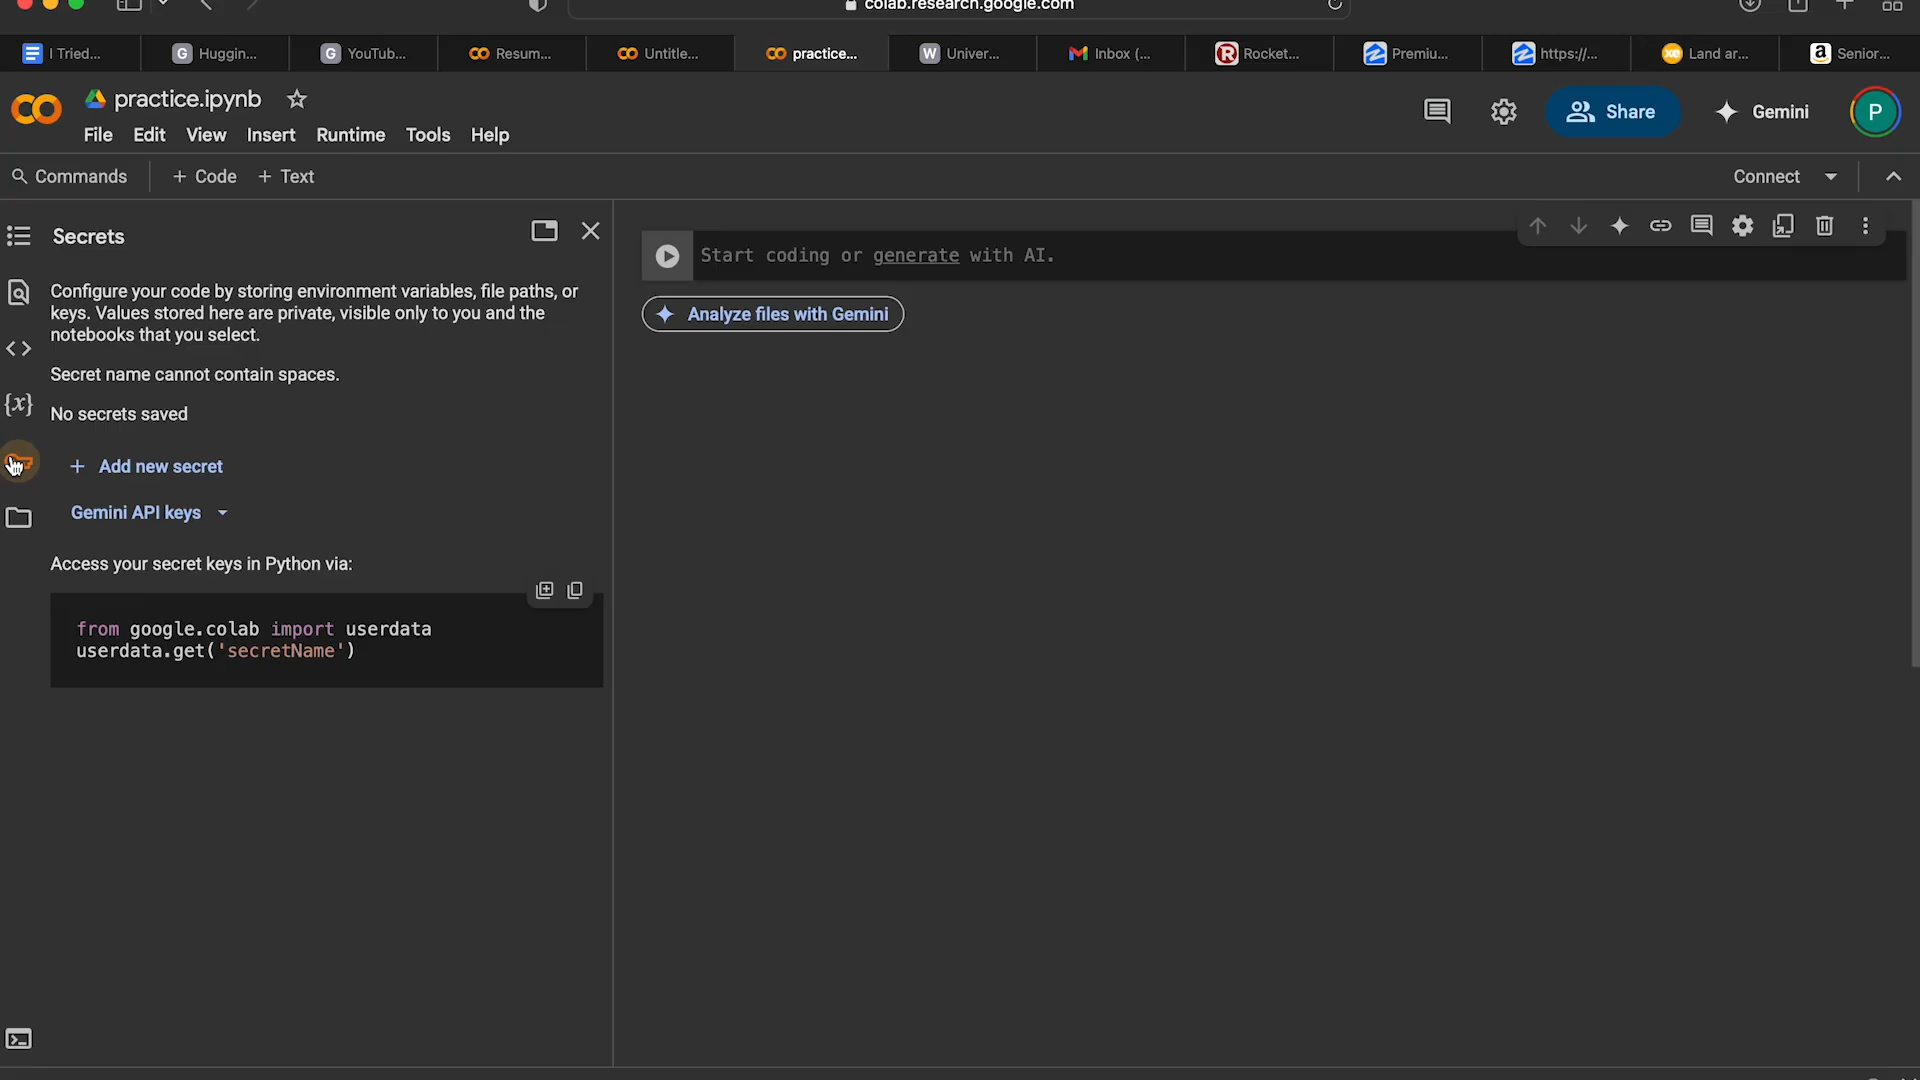 colab.research.google.com
I Tried...
Huggin...
YouTub...
Resum...
Untitle...
practice...
Univer...
Inbox (...
Rocket...
Premiu...
https://...
Land ar...
Senior...
practice.ipynb
File Edit View Insert Runtime Tools Help
Share
Gemini
P
Commands
+ Code + Text
Connect
Secrets
Configure your code by storing environment variables, file paths, or
keys. Values stored here are private, visible only to you and the
notebooks that you select.
Secret name cannot contain spaces.
No secrets saved
+ Add new secret
Gemini API keys
Access your secret keys in Python via:
from google.colab import userdata
userdata.get('secretName')
Start coding or generate with AI.
Analyze files with Gemini